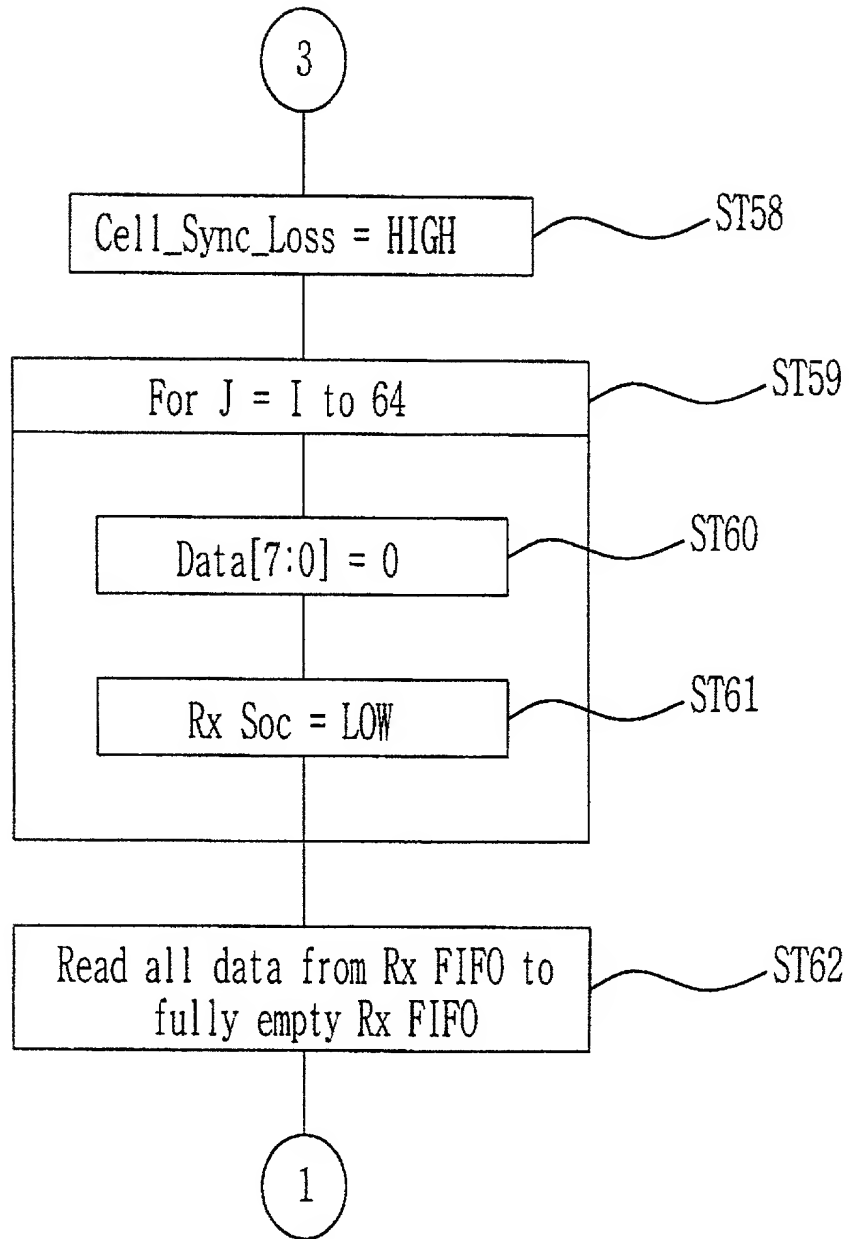 3
Cell_Sync_Loss = HIGH
ST58
For J = I to 64
ST59
Data[7:0] = 0
ST60
Rx Soc = LOW
ST61
Read all data from Rx FIFO to
fully empty Rx FIFO
ST62
1